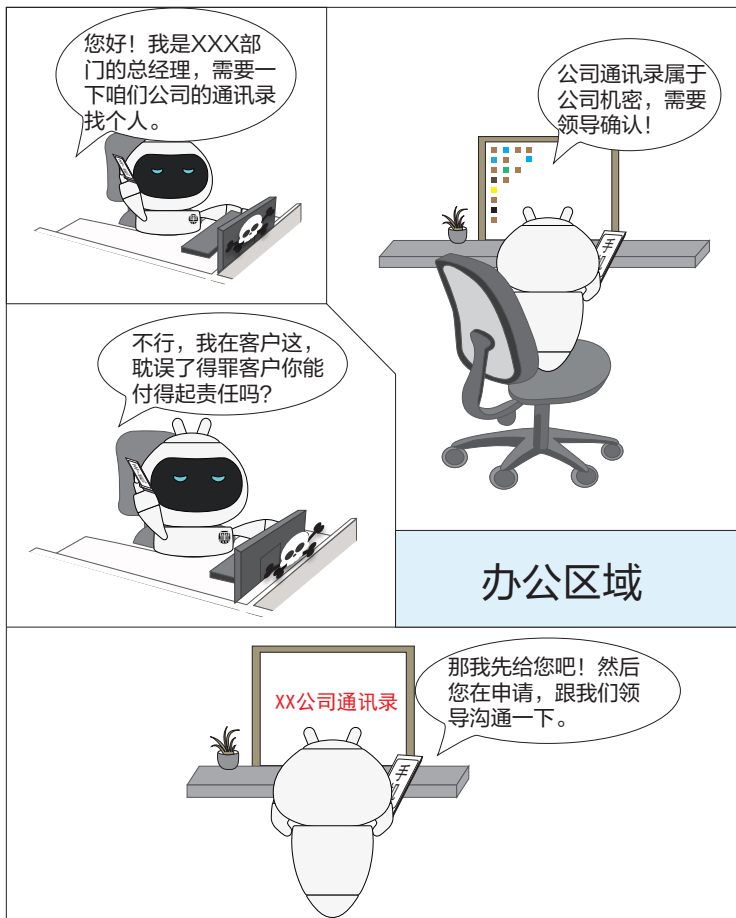 您好！我是XXX部
门的总经理，需要一
下咱们公司的通讯录
找个人。
公司通讯录属于
公司机密，需要
领导确认！
手机
不行，我在客户这，
耽误了得罪客户你能
付得起责任吗？
办公区域
那我先给您吧！然后
您在申请，跟我们领
导沟通一下。
XX公司通讯录
手机